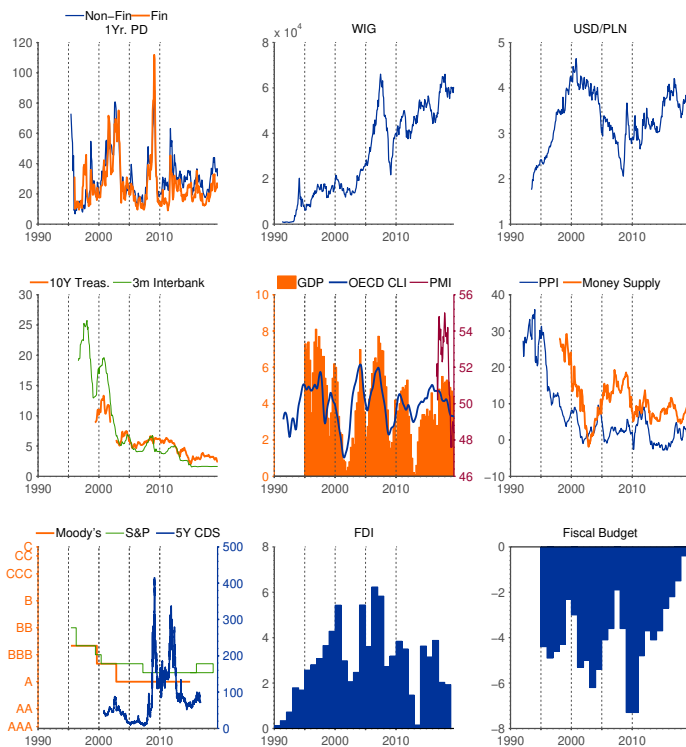 Non−Fin Fin
1Yr. PD
120
100
80
60
40
20
0
1990 2000 2010
x 10^4
WIG
8
6
4
2
0
1990 2000 2010
USD/PLN
5
4
3
2
1
1990 2000 2010
10Y Treas. 3m Interbank
30
25
20
15
10
5
0
1990 2000 2010
GDP OECD CLI PMI
10 56
8 54
6 52
4 50
2 48
0 46
1990 2000 2010
PPI Money Supply
40
30
20
10
0
−10
1990 2000 2010
Moody's S&P 5Y CDS
C 500
CC
CCC 400
B 300
BB
BBB 200
A 100
AA
AAA 0
1990 2000 2010
FDI
8
6
4
2
0
1990 2000 2010
Fiscal Budget
0
−2
−4
−6
−8
1990 2000 2010